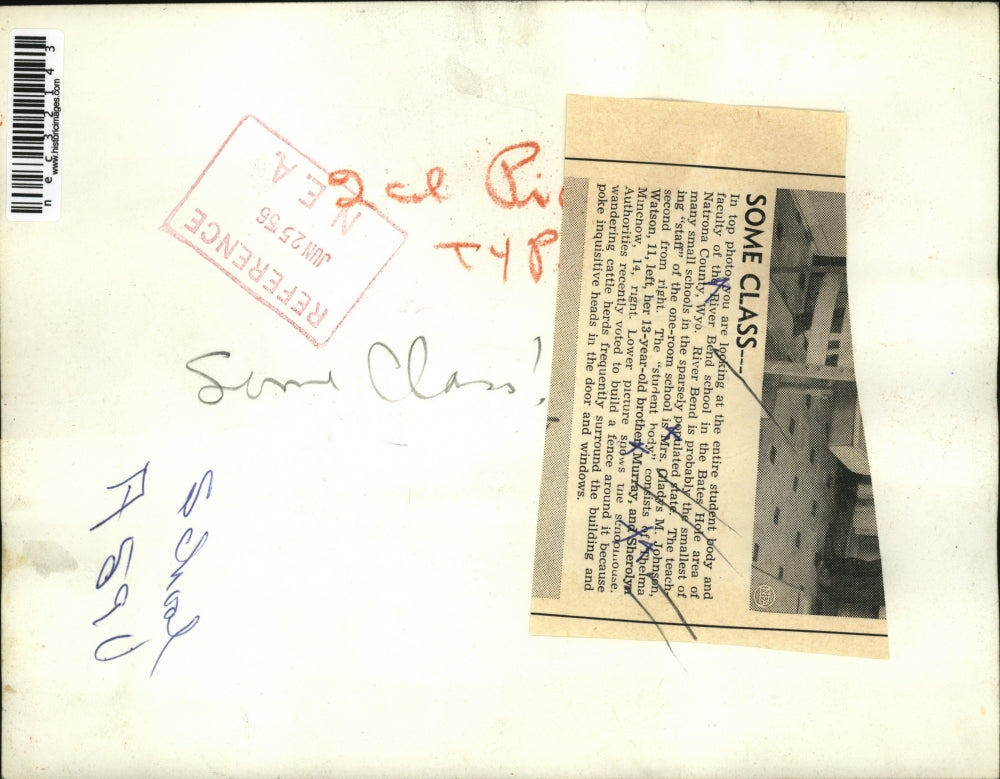 nec32143
www.historicimages.com
REFERENCE
JUN 25 '56
N. E. A.
2 col
TYP
Some Class!
School
A 5890
SOME CLASS---
In top photo, you are looking at the entire student body and
faculty of the River Bend school in the Bates Hole area of
Natrona County, Wyo. River Bend is probably the smallest of
many small schools in the sparsely populated state. The teach-
ing "staff" of the one-room school is Mrs. Gladys M. Johnson,
second from right. The "student body" consists of Thelma
Watson, 11, left, her 13-year-old brother Murray, and Sherolyn
Minchow, 14, right. Lower picture shows the schoolhouse.
Authorities recently voted to build a fence around it because
wandering cattle herds frequently surround the building and
poke inquisitive heads in the door and windows.
NEA